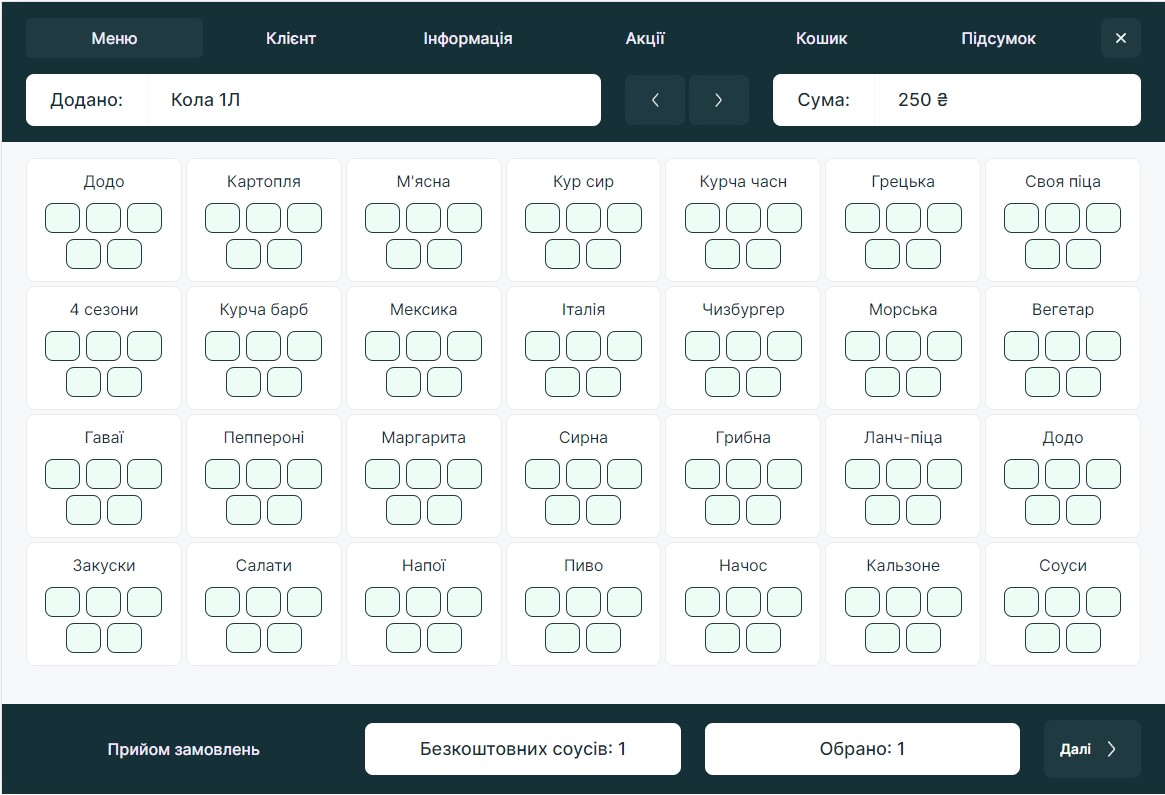 Меню Клієнт Інформація Акції Кошик Підсумок
Додано: Кола 1Л Сума: 250 ₴
Додо Картопля М'ясна Кур сир Курча часн Грецька Своя піца
4 сезони Курча барб Мексика Італія Чизбургер Морська Вегетар
Гаваї Пеппероні Маргарита Сирна Грибна Ланч-піца Додо
Закуски Салати Напої Пиво Начос Кальзоне Соуси
Прийом замовлень Безкоштовних соусів: 1 Обрано: 1 Далі